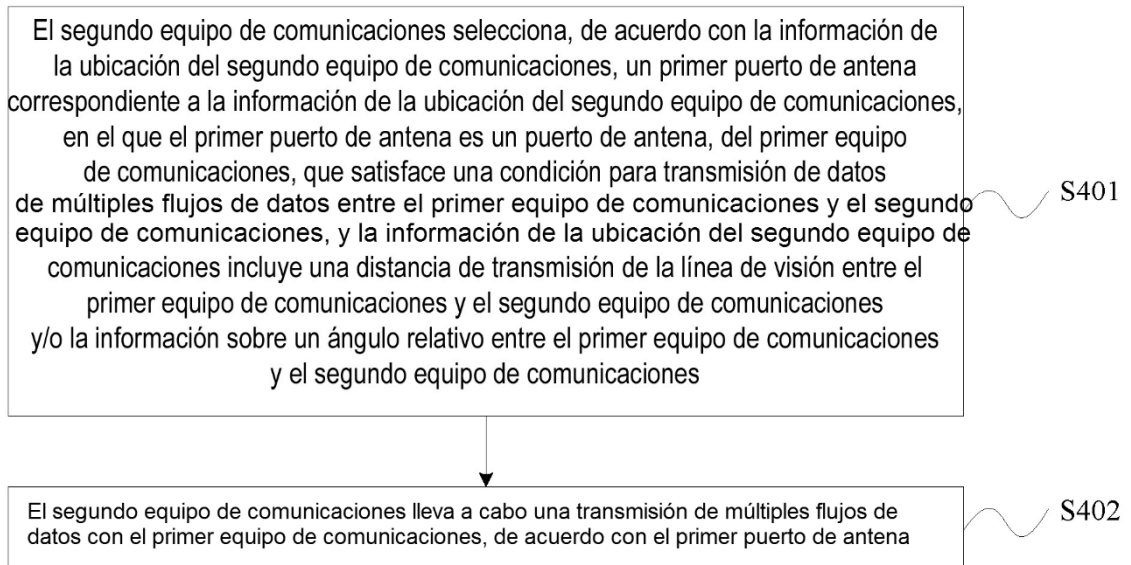 El segundo equipo de comunicaciones selecciona, de acuerdo con la información de
la ubicación del segundo equipo de comunicaciones, un primer puerto de antena
correspondiente a la información de la ubicación del segundo equipo de comunicaciones,
en el que el primer puerto de antena es un puerto de antena, del primer equipo
de comunicaciones, que satisface una condición para transmisión de datos
de múltiples flujos de datos entre el primer equipo de comunicaciones y el segundo
equipo de comunicaciones, y la información de la ubicación del segundo equipo de
comunicaciones incluye una distancia de transmisión de la línea de visión entre el
primer equipo de comunicaciones y el segundo equipo de comunicaciones
y/o la información sobre un ángulo relativo entre el primer equipo de comunicaciones
y el segundo equipo de comunicaciones
S401
El segundo equipo de comunicaciones lleva a cabo una transmisión de múltiples flujos de
datos con el primer equipo de comunicaciones, de acuerdo con el primer puerto de antena
S402